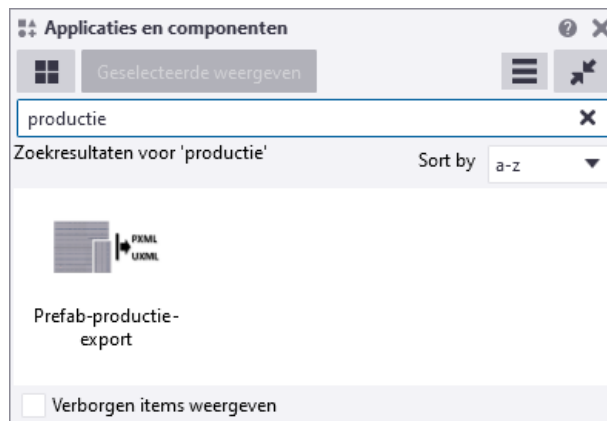 Applicaties en componenten
Geselecteerde weergeven
productie
Zoekresultaten voor 'productie'
Sort by a-z
PXML
UXML
Prefab-productie-
export
Verborgen items weergeven